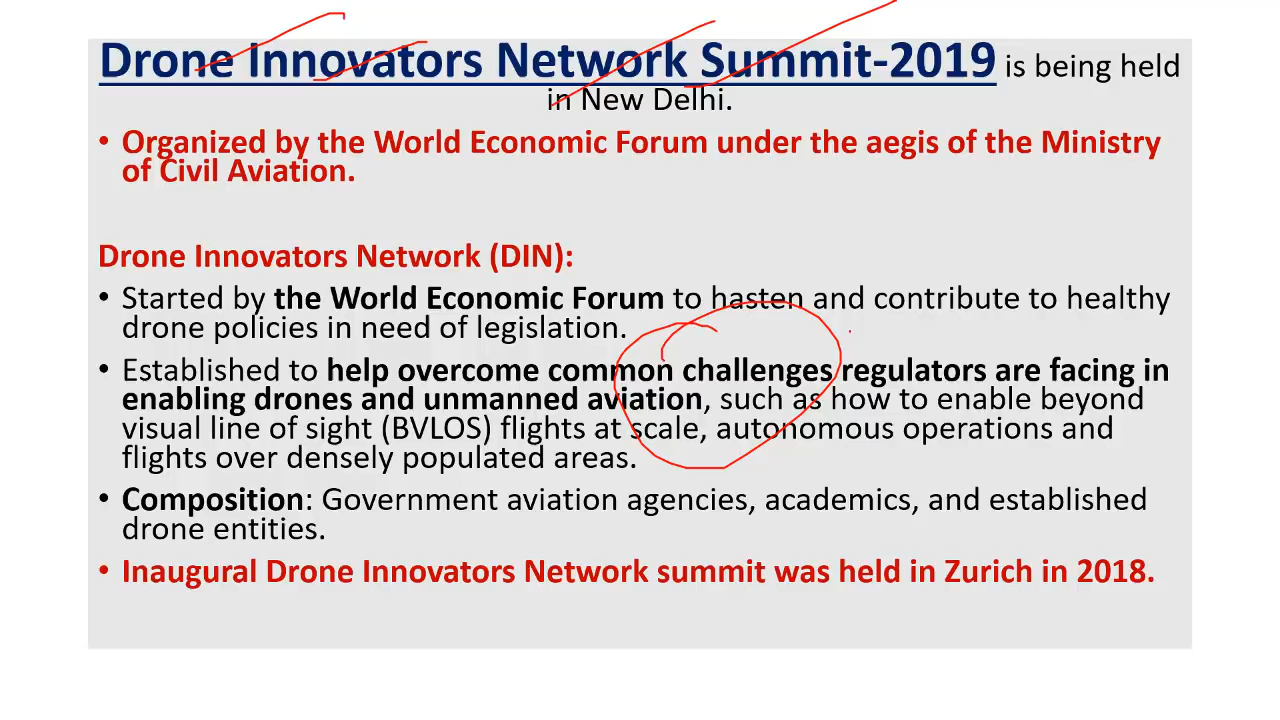 Drone Innovators Network Summit-2019 is being held
in New Delhi.
• Organized by the World Economic Forum under the aegis of the Ministry
of Civil Aviation.
Drone Innovators Network (DIN):
• Started by the World Economic Forum to hasten and contribute to healthy
drone policies in need of legislation.
• Established to help overcome common challenges regulators are facing in
enabling drones and unmanned aviation, such as how to enable beyond
visual line of sight (BVLOS) flights at scale, autonomous operations and
flights over densely populated areas.
• Composition: Government aviation agencies, academics, and established
drone entities.
• Inaugural Drone Innovators Network summit was held in Zurich in 2018.